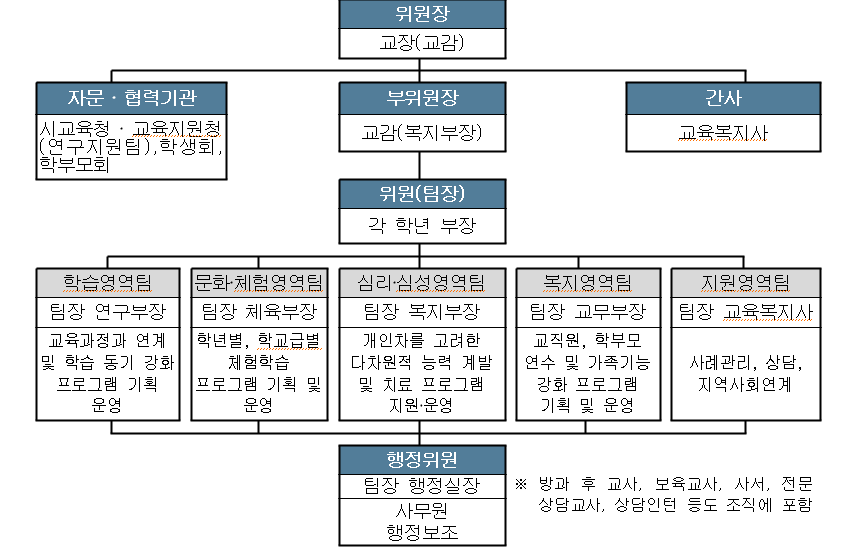 위원장
교장(교감)
자문·협력기관
시교육청·교육지원청
(연구지원팀),학생회,
학부모회
부위원장
교감(복지부장)
간사
교육복지사
위원(팀장)
각 학년 부장
학습영역팀
팀장 연구부장
교육과정과 연계
및 학습 동기 강화
프로그램 기획
운영
문화·체험영역팀
팀장 체육부장
학년별, 학교급별
체험학습
프로그램 기획 및
운영
심리·심성영역팀
팀장 복지부장
개인차를 고려한
다차원적 능력 계발
및 치료 프로그램
지원·운영
복지영역팀
팀장 교무부장
교직원, 학부모
연수 및 가족기능
강화 프로그램
기획 및 운영
지원영역팀
팀장 교육복지사
사례관리, 상담,
지역사회연계
행정위원
팀장 행정실장
사무원
행정보조
※ 방과 후 교사, 보육교사, 사서, 전문
상담교사, 상담인턴 등도 조직에 포함